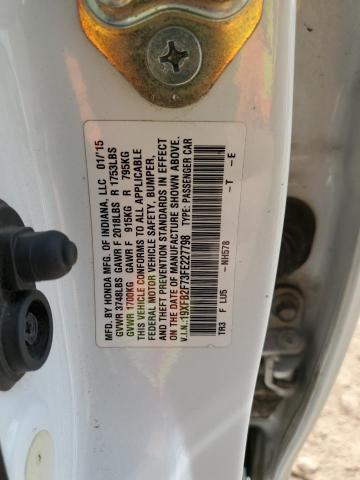 MFD. BY HONDA MFG. OF INDIANA, LLC 01/15
GVWR 3748LBS GAWR F 2018LBS R 1753LBS
GVWR 1700KG GAWR F 915KG R 795KG
THIS VEHICLE CONFORMS TO ALL APPLICABLE
FEDERAL MOTOR VEHICLE SAFETY, BUMPER,
AND THEFT PREVENTION STANDARDS IN EFFECT
ON THE DATE OF MANUFACTURE SHOWN ABOVE.
V.I.N.:19XFB2F73FE227798 TYPE: PASSENGER CAR
TR3 F LU5 -NH578 -T -E